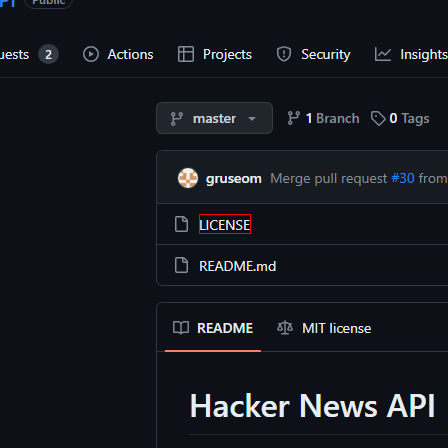 Public
uests 2 Actions Projects Security Insights
master 1 Branch 0 Tags
gruseom Merge pull request #30 from
LICENSE
README.md
README MIT license
Hacker News API